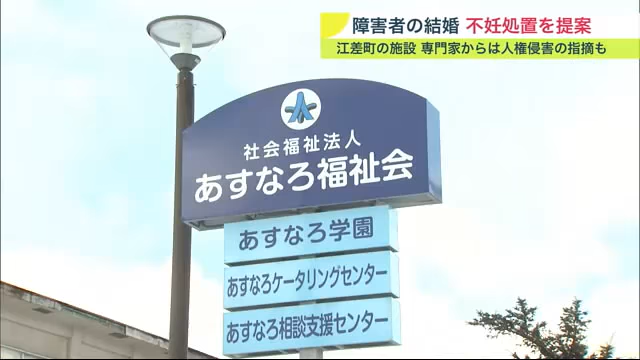 障害者の結婚 不妊処置を提案
江差町の施設 専門家からは人権侵害の指摘も
社会福祉法人
あすなろ福祉会
あすなろ学園
あすなろケータリングセンター
あすなろ相談支援センター